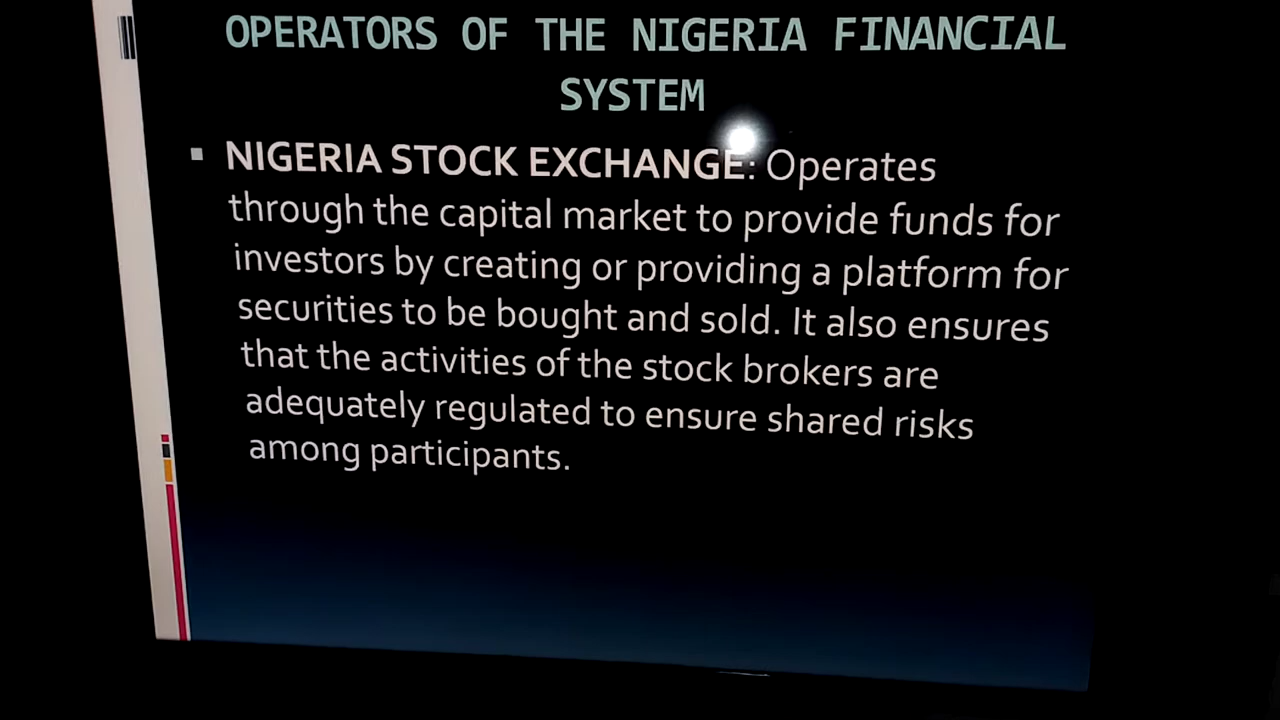 OPERATORS OF THE NIGERIA FINANCIAL
SYSTEM
▪ NIGERIA STOCK EXCHANGE: Operates
through the capital market to provide funds for
investors by creating or providing a platform for
securities to be bought and sold. It also ensures
that the activities of the stock brokers are
adequately regulated to ensure shared risks
among participants.